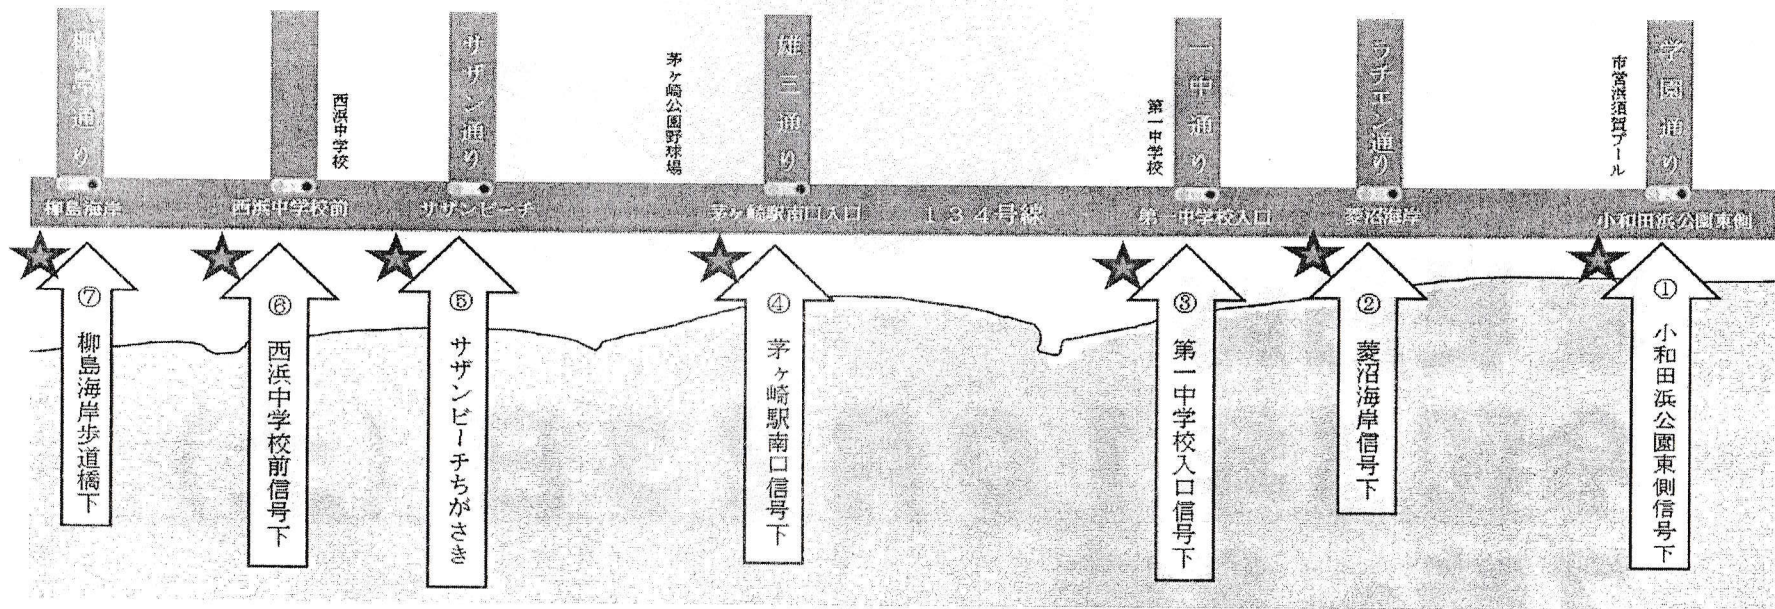 柳島通り
西浜中学校
サザン通り
茅ヶ崎公園野球場
雄三通り
第一中学校
一中通り
ラチエン通り
市営浜須賀プール
学園通り
柳島海岸
西浜中学校前
サザンビーチ
茅ヶ崎駅南口入口
134号線
第一中学校入口
菱沼海岸
小和田浜公園東側
⑦ 柳島海岸歩道橋下
⑥ 西浜中学校前信号下
⑤ サザンビーチちがさき
④ 茅ヶ崎駅南口信号下
③ 第一中学校入口信号下
② 菱沼海岸信号下
① 小和田浜公園東側信号下